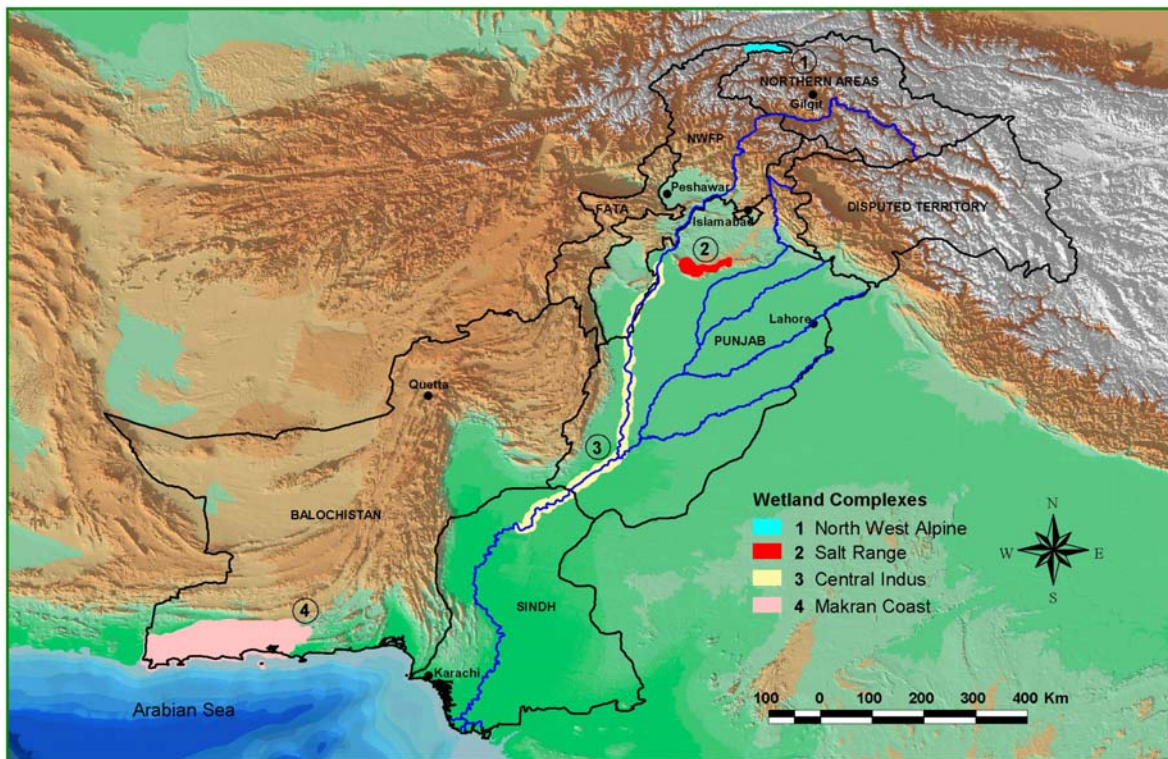 1
NORTHERN AREAS
Gilgit
NWFP
Peshawar
FATA
Islamabad
DISPUTED TERRITORY
2
Lahore
PUNJAB
Quetta
3
BALOCHISTAN
SINDH
4
Karachi
Arabian Sea
Wetland Complexes
1 North West Alpine
2 Salt Range
3 Central Indus
4 Makran Coast
N
W E
S
100 0 100 200 300 400 Km